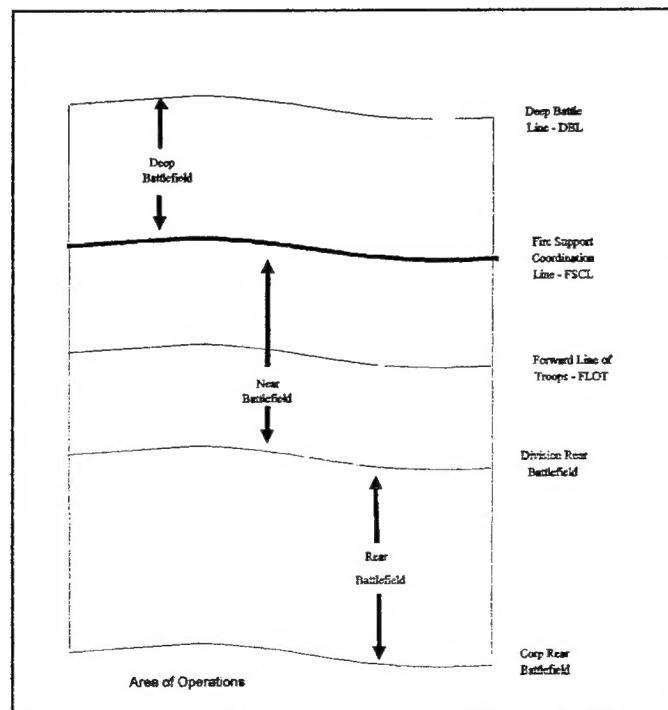 Deep Battle
Line - DBL
Deep
Battlefield
Fire Support
Coordination
Line - FSCL
Forward Line of
Troops - FLOT
Near
Battlefield
Division Rear
Battlefield
Rear
Battlefield
Corp Rear
Battlefield
Area of Operations